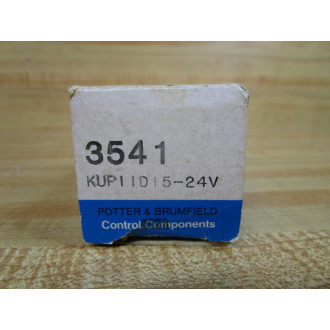 3541
KUP11D15-24V
POTTER & BRUMFIELD
Control Components